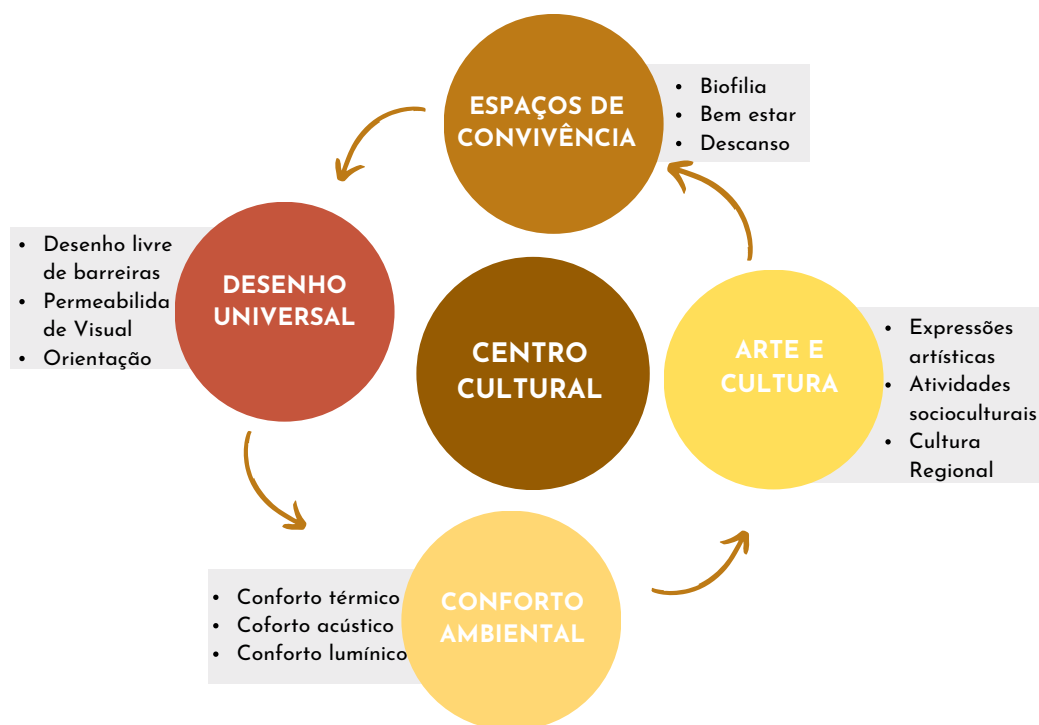 ESPAÇOS DE
CONVIVÊNCIA
• Biofilia
• Bem estar
• Descanso
• Desenho livre
de barreiras
• Permeabilida
de Visual
• Orientação
DESENHO
UNIVERSAL
CENTRO
CULTURAL
ARTE E
CULTURA
• Expressões
artísticas
• Atividades
socioculturais
• Cultura
Regional
• Conforto térmico
• Coforto acústico
• Conforto lumínico
CONFORTO
AMBIENTAL